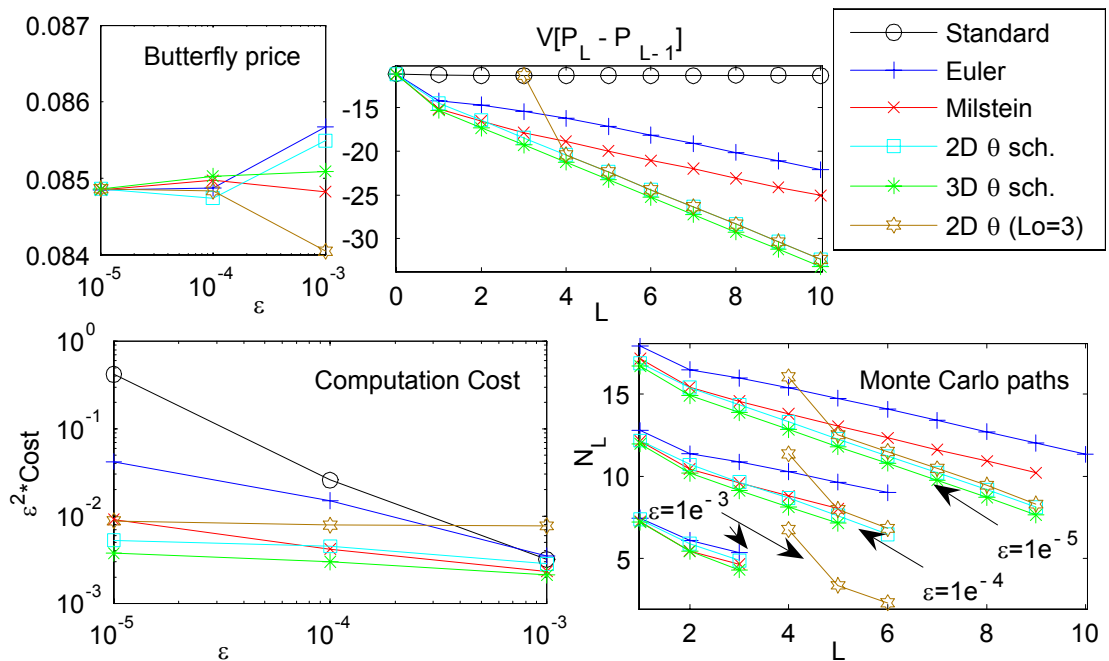 Butterfly price
0.087
0.086
0.085
0.084
10^-5
10^-4
10^-3
ε
V[P_L - P_L-1]
-15
-20
-25
-30
0
2
4
6
8
10
L
Standard
Euler
Milstein
2D θ sch.
3D θ sch.
2D θ (Lo=3)
Computation Cost
ε^2*Cost
10^0
10^-1
10^-2
10^-3
10^-5
10^-4
10^-3
ε
Monte Carlo paths
N_L
15
10
5
ε=1e^-3
ε=1e^-4
ε=1e^-5
2
4
6
8
10
L